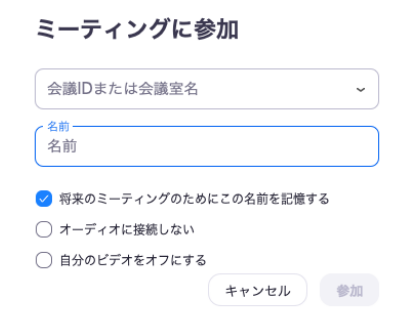 ミーティングに参加
会議IDまたは会議室名
名前
名前
将来のミーティングのためにこの名前を記憶する
オーディオに接続しない
自分のビデオをオフにする
キャンセル
参加